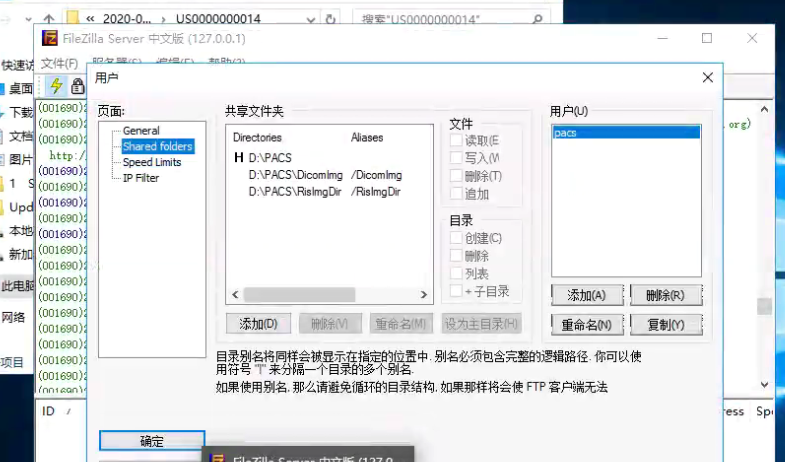 2020-0... > US0000000014
搜索"US0000000014"
FileZilla Server 中文版 (127.0.0.1)
快速访
文件(F) 服务器(S) 编辑(E) 帮助(?)
用户
桌面
下载
文档
图片
1 S
Upd
本地
新加
此电脑
网络
项目
(001690)2
(001690)2
(001690)2
http:/
(001690)2
(001690)2
(001690)2
(001690)2
(001690)2
(001690)2
(001690)2
(001690)2
(001690)2
(001690)2
(001690)2
(001690)2
(001690)2
(001690)2
.org)
页面:
General
Shared folders
Speed Limits
IP Filter
共享文件夹
Directories Aliases
H D:\PACS
D:\PACS\DicomImg /DicomImg
D:\PACS\RisImgDir /RisImgDir
添加(D) 删除(V) 重命名(M) 设为主目录(H)
文件
读取(E
写入(W
删除(T)
追加
目录
创建(C)
删除
列表
+子目录
用户(U)
pacs
添加(A) 删除(R)
重命名(N) 复制(Y)
目录别名将同样会被显示在指定的位置中. 别名必须包含完整的逻辑路径. 你可以使
用符号 "|" 来分隔一个目录的多个别名.
如果使用别名, 那么请避免循环的目录结构, 如果那样将会使 FTP 客户端无法
ID /
ress Spe
确定
FileZilla Server 中文版 (127.0...